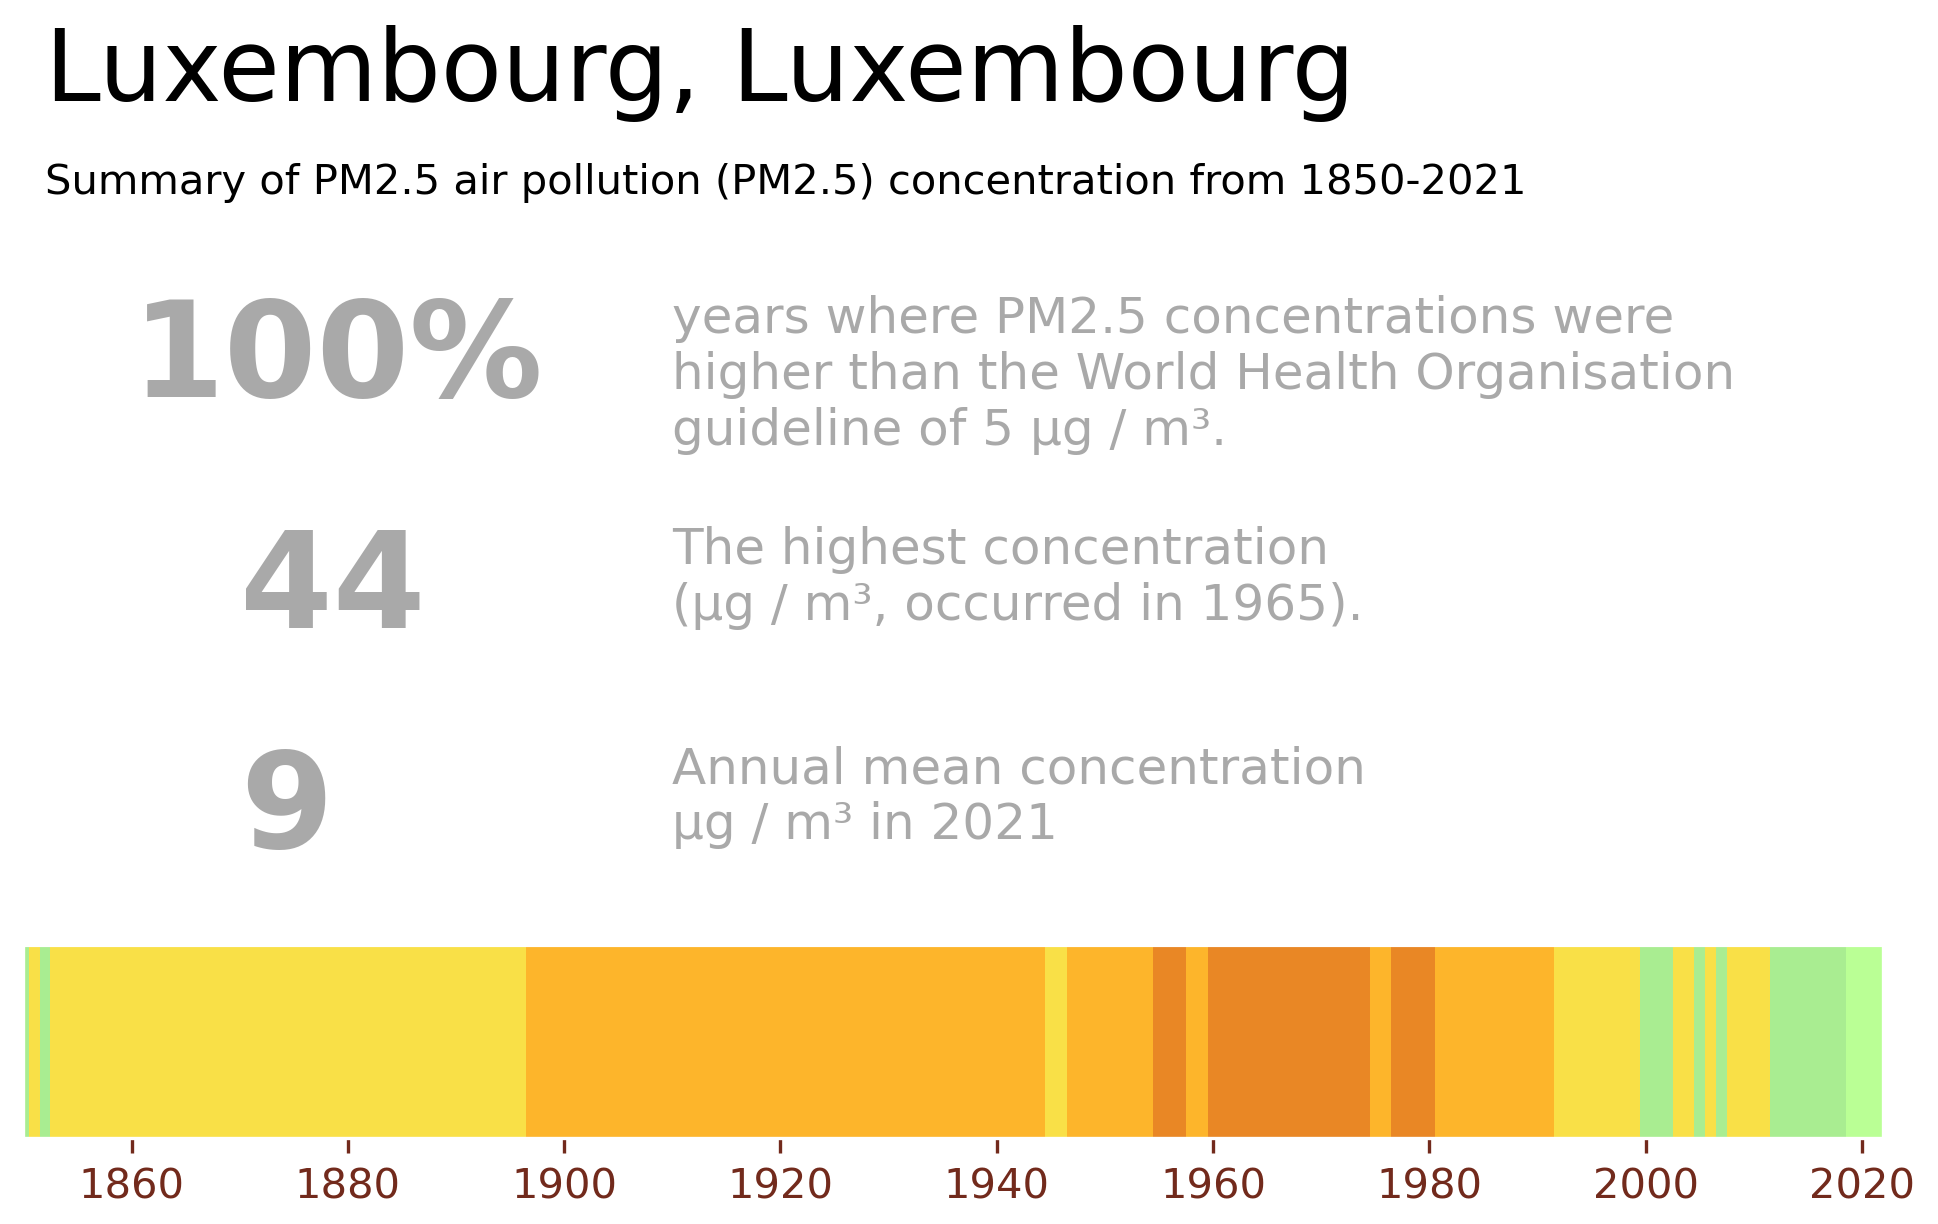 Luxembourg, Luxembourg
Summary of PM2.5 air pollution (PM2.5) concentration from 1850-2021
100%
years where PM2.5 concentrations were
higher than the World Health Organisation
guideline of 5 µg / m³.
44
The highest concentration
(µg / m³, occurred in 1965).
9
Annual mean concentration
µg / m³ in 2021
1860 1880 1900 1920 1940 1960 1980 2000 2020